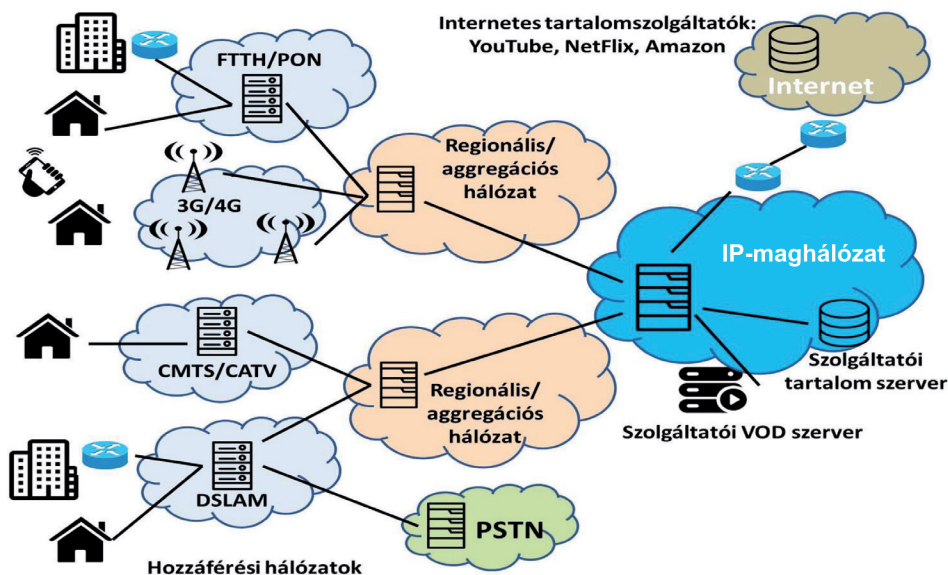 Internetes tartalomszolgáltatók:
YouTube, NetFlix, Amazon
Internet
FTTH/PON
Regionális/
aggregációs
hálózat
3G/4G
IP-maghálózat
CMTS/CATV
Regionális/
aggregációs
hálózat
Szolgáltatói
tartalom szerver
Szolgáltatói VOD szerver
DSLAM
PSTN
Hozzáférési hálózatok